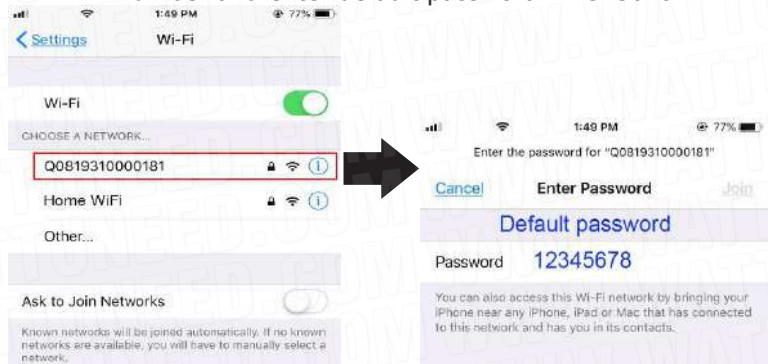 1:49 PM
77%
Settings
Wi-Fi
Wi-Fi
CHOOSE A NETWORK...
Q0819310000181
Home WiFi
Other...
Ask to Join Networks
Known networks will be joined automatically. If no known
networks are available, you will have to manually select a
network.
1:49 PM
77%
Enter the password for "Q0819310000181"
Cancel
Enter Password
Join
Default password
Password
12345678
You can also access this Wi-Fi network by bringing your
iPhone near any iPhone, iPad or Mac that has connected
to this network and has you in its contacts.